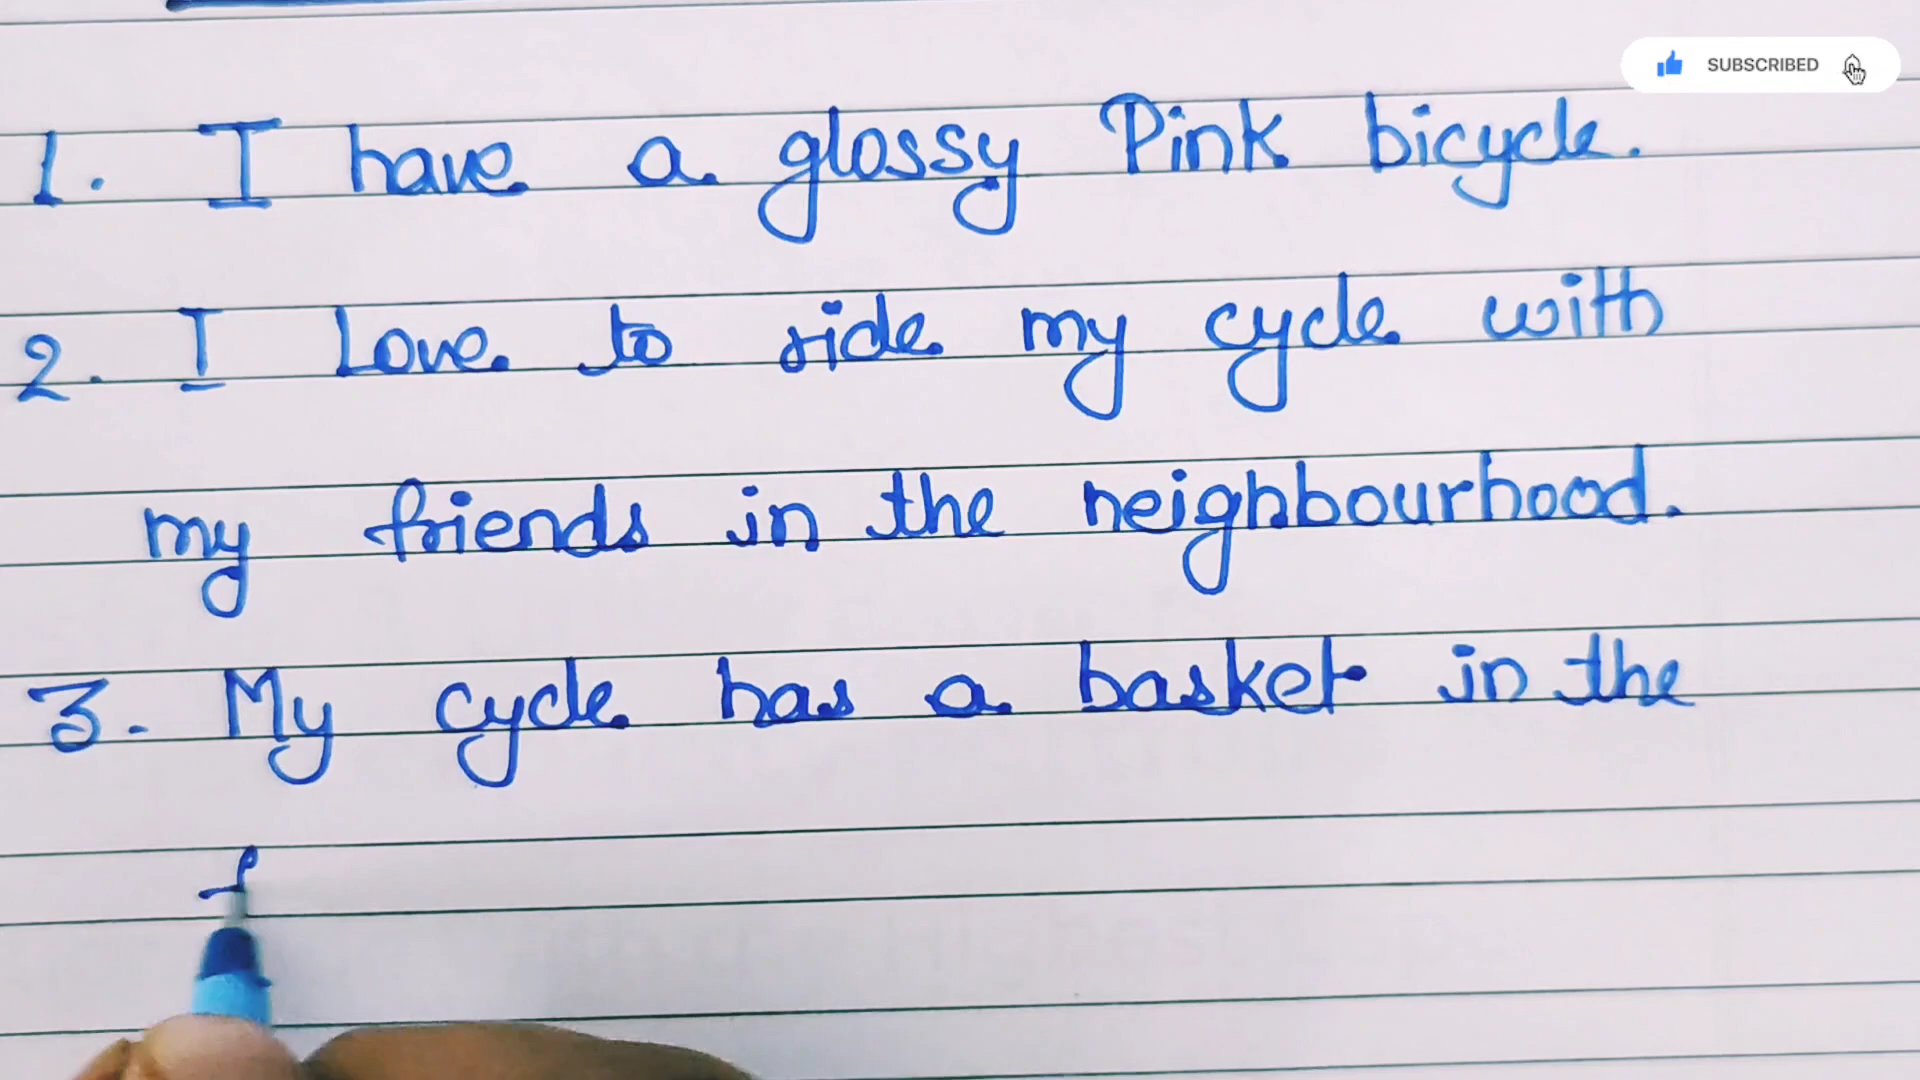 SUBSCRIBED
1. I have a glossy Pink bicycle.
2. I Love to ride my cycle with
my friends in the neighbourhood.
3. My cycle has a basket in the
f